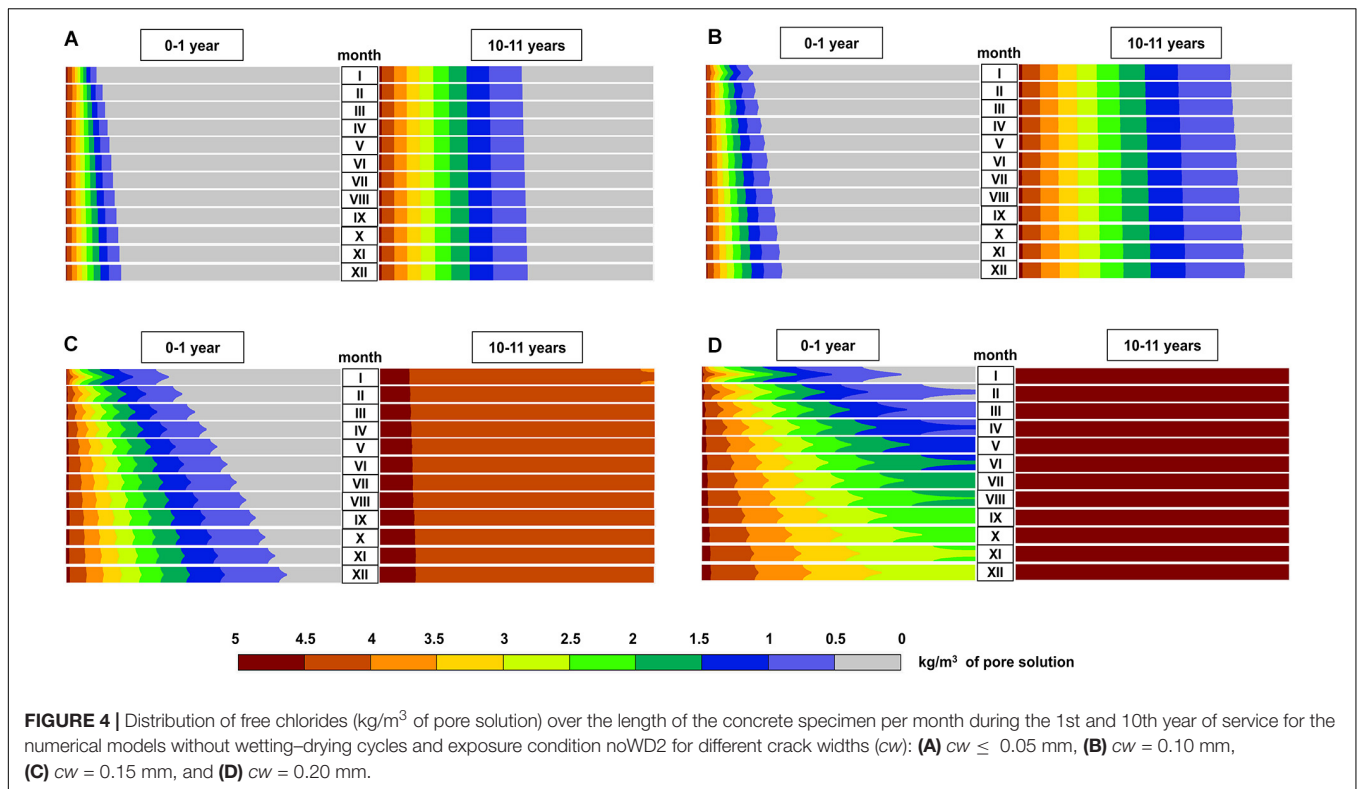 A
0-1 year
month
10-11 years
I
II
III
IV
V
VI
VII
VIII
IX
X
XI
XII
B
0-1 year
month
10-11 years
I
II
III
IV
V
VI
VII
VIII
IX
X
XI
XII
C
0-1 year
month
10-11 years
I
II
III
IV
V
VI
VII
VIII
IX
X
XI
XII
D
0-1 year
month
10-11 years
I
II
III
IV
V
VI
VII
VIII
IX
X
XI
XII
5 4.5 4 3.5 3 2.5 2 1.5 1 0.5 0
kg/m³ of pore solution
FIGURE 4 | Distribution of free chlorides (kg/m³ of pore solution) over the length of the concrete specimen per month during the 1st and 10th year of service for the
numerical models without wetting–drying cycles and exposure condition noWD2 for different crack widths (cw): (A) cw ≤ 0.05 mm, (B) cw = 0.10 mm,
(C) cw = 0.15 mm, and (D) cw = 0.20 mm.